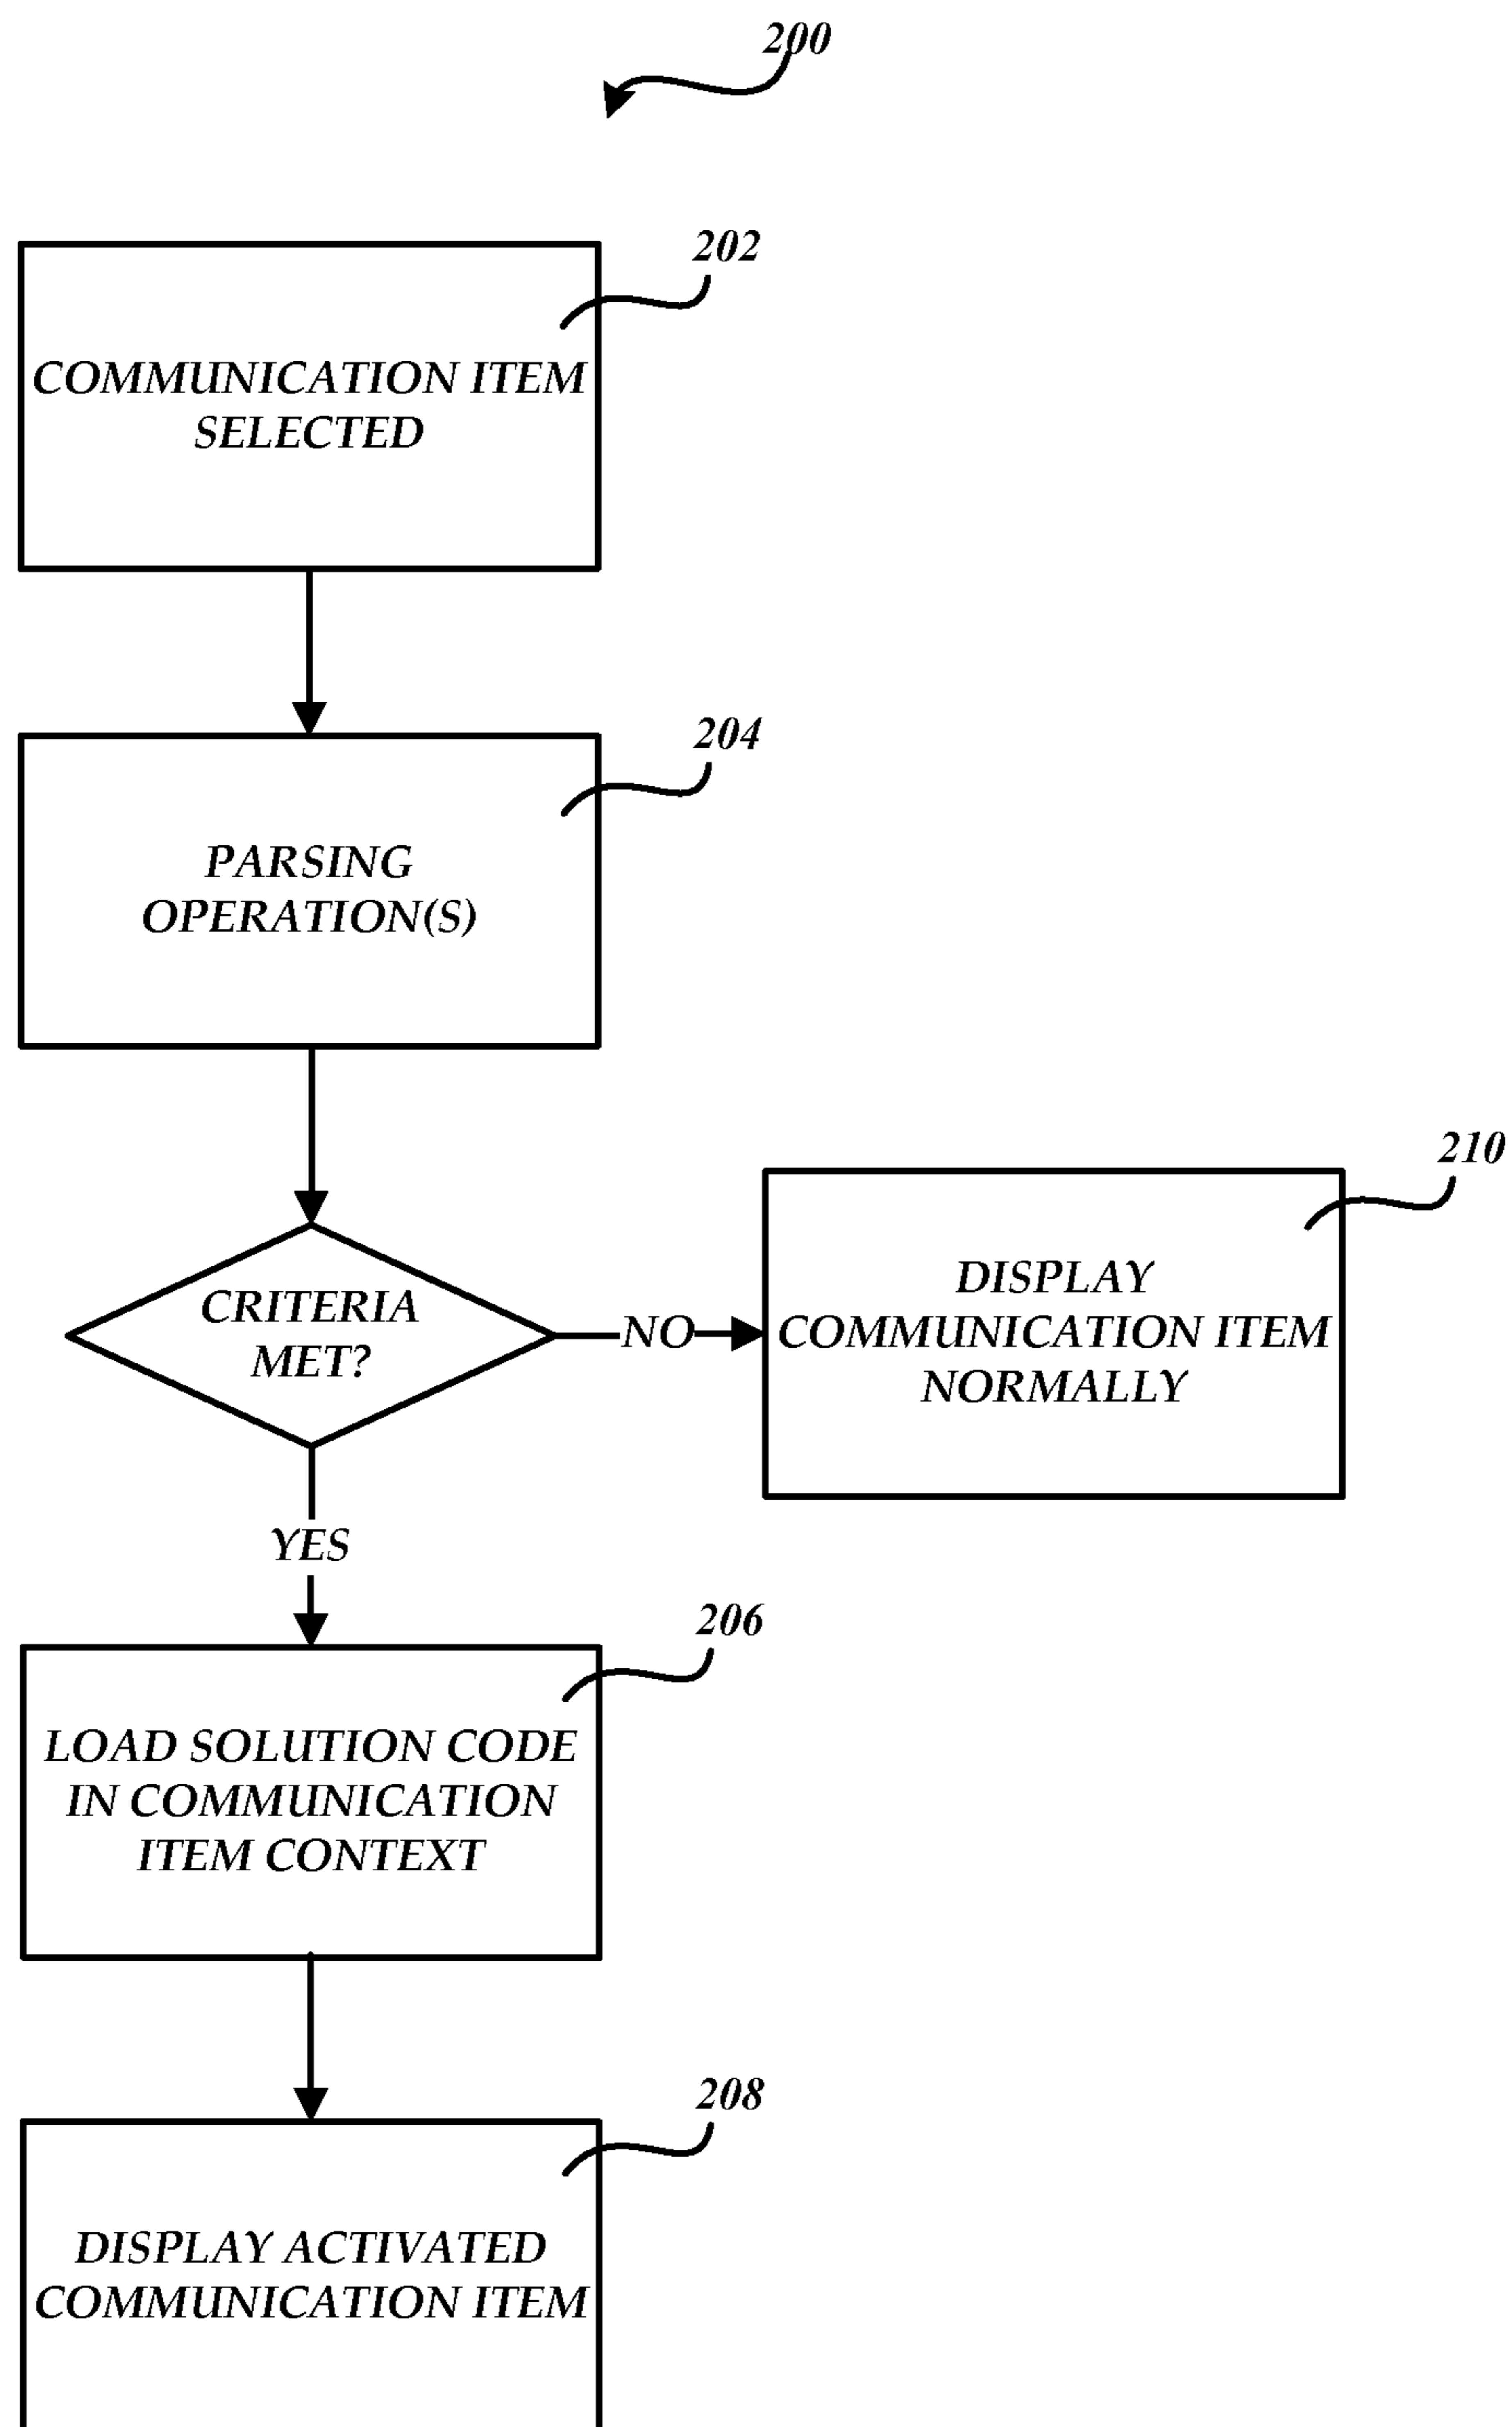 200
202
COMMUNICATION ITEM
SELECTED
204
PARSING
OPERATION(S)
CRITERIA
MET?
NO
210
DISPLAY
COMMUNICATION ITEM
NORMALLY
YES
206
LOAD SOLUTION CODE
IN COMMUNICATION
ITEM CONTEXT
208
DISPLAY ACTIVATED
COMMUNICATION ITEM